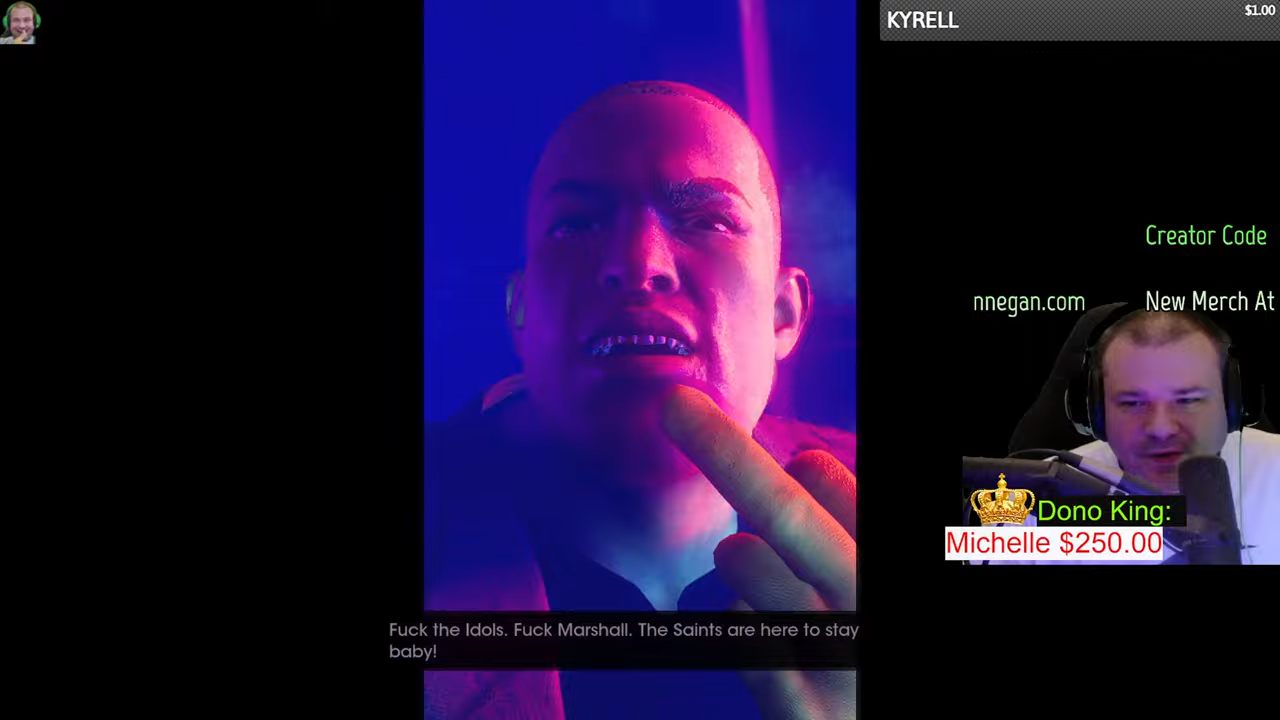 KYRELL
$1.00
Creator Code
nnegan.com
New Merch At
Dono King:
Michelle $250.00
Fuck the Idols. Fuck Marshall. The Saints are here to stay
baby!